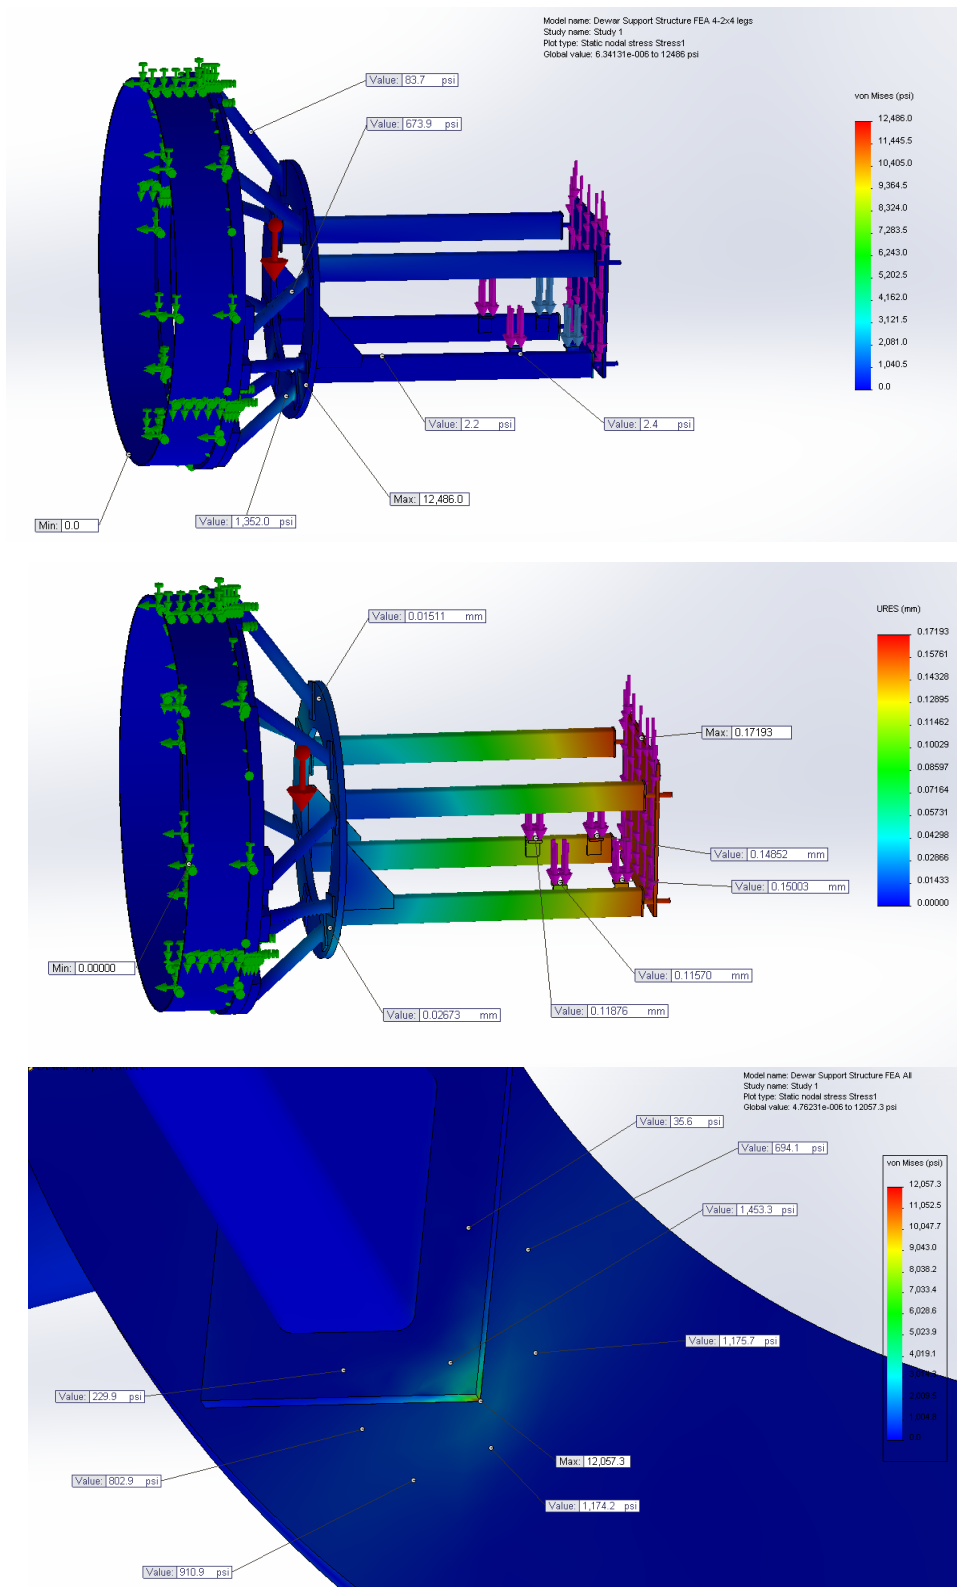 Model name: Dewar Support Structure FEA 4-2x4 legs
Study name: Study 1
Plot type: Static nodal stress Stress1
Global value: 6.34131e-006 to 12486 psi
Value: 83.7 psi
von Mises (psi)
Value: 673.9 psi
12,486.0
11,445.5
10,405.0
9,364.5
8,324.0
7,283.5
6,243.0
5,202.5
4,162.0
3,121.5
2,081.0
1,040.5
0.0
Value: 2.2 psi
Value: 2.4 psi
Max: 12,486.0
Value: 1,352.0 psi
Min: 0.0
Value: 0.01511 mm
URES (mm)
0.17193
0.15761
0.14328
0.12895
0.11462
0.10029
0.08597
0.07164
0.05731
0.04298
0.02866
0.01433
0.00000
Max: 0.17193
Value: 0.14852 mm
Value: 0.15003 mm
Min: 0.00000
Value: 0.11570 mm
Value: 0.11876 mm
Value: 0.02673 mm
Model name: Dewar Support Structure FEA All
Study name: Study 1
Plot type: Static nodal stress Stress1
Global value: 4.76231e-006 to 12057.3 psi
Value: 35.6 psi
Value: 694.1 psi
von Mises (psi)
12,057.3
11,052.5
10,047.7
9,043.0
8,038.2
7,033.4
6,028.6
5,023.9
4,019.1
Value: 1,453.3 psi
Value: 1,175.7 psi
Value: 229.9 psi
Max: 12,057.3
Value: 802.9 psi
Value: 1,174.2 psi
Value: 910.9 psi